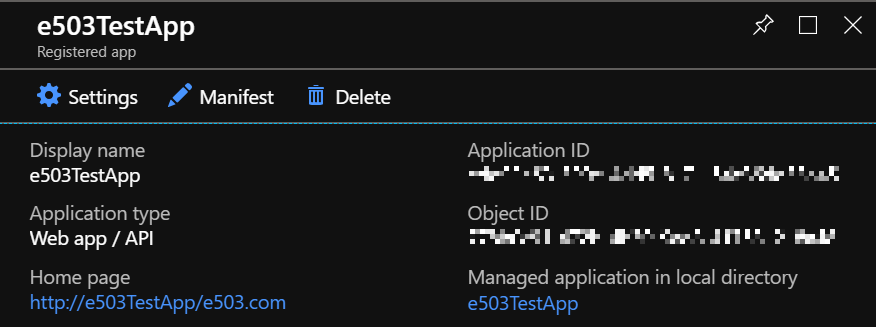 e503TestApp
Registered app
Settings Manifest Delete
Display name
e503TestApp
Application ID
Application type
Web app / API
Object ID
Home page
http://e503TestApp/e503.com
Managed application in local directory
e503TestApp